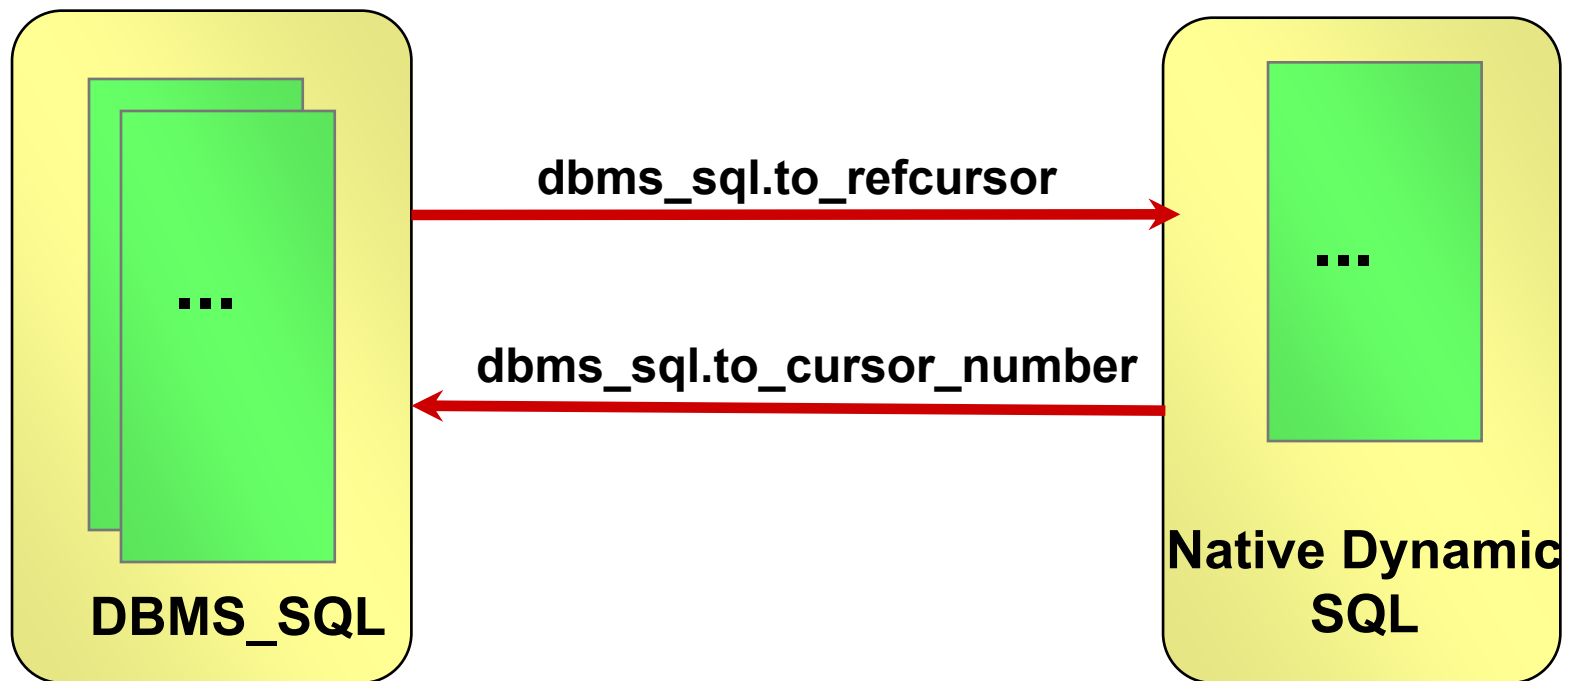 dbms_sql.to_refcursor
...
...
dbms_sql.to_cursor_number
Native Dynamic
SQL
DBMS_SQL